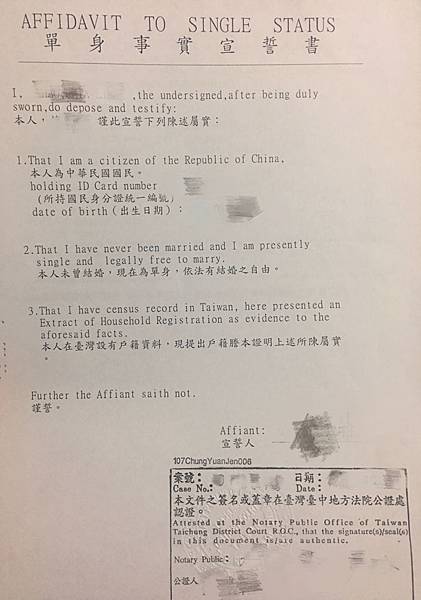 AFFIDAVIT TO SINGLE STATUS
單身事實宣誓書
I, ,the undersigned,after being duly
sworn,do depose and testify:
本人, 謹此宣誓下列陳述屬實：
1.That I am a citizen of the Republic of China,
本人為中華民國國民。
holding ID Card number
(所持國民身分證統一編號)
date of birth(出生日期)：
2.That I have never been married and I am presently
single and legally free to marry.
本人未曾結婚，現在為單身，依法有結婚之自由。
3.That I have census record in Taiwan, here presented an
Extract of Household Registration as evidence to the
aforesaid facts.
本人在臺灣設有戶籍資料，現提出戶籍謄本證明上述所陳屬實
。
Further the Affiant saith not.
謹誓。
Affiant:
宣誓人
107ChungYuanJen006
案號： 日期：
Case No.: Date：
本文件之簽名或蓋章在臺灣臺中地方法院公證處
認證。
Attested at the Notary Public Office of Taiwan
Taichung District Court R.O.C., that the signature(s)/seal(s)
in this document is/are authentic.
Notary Public：
公證人